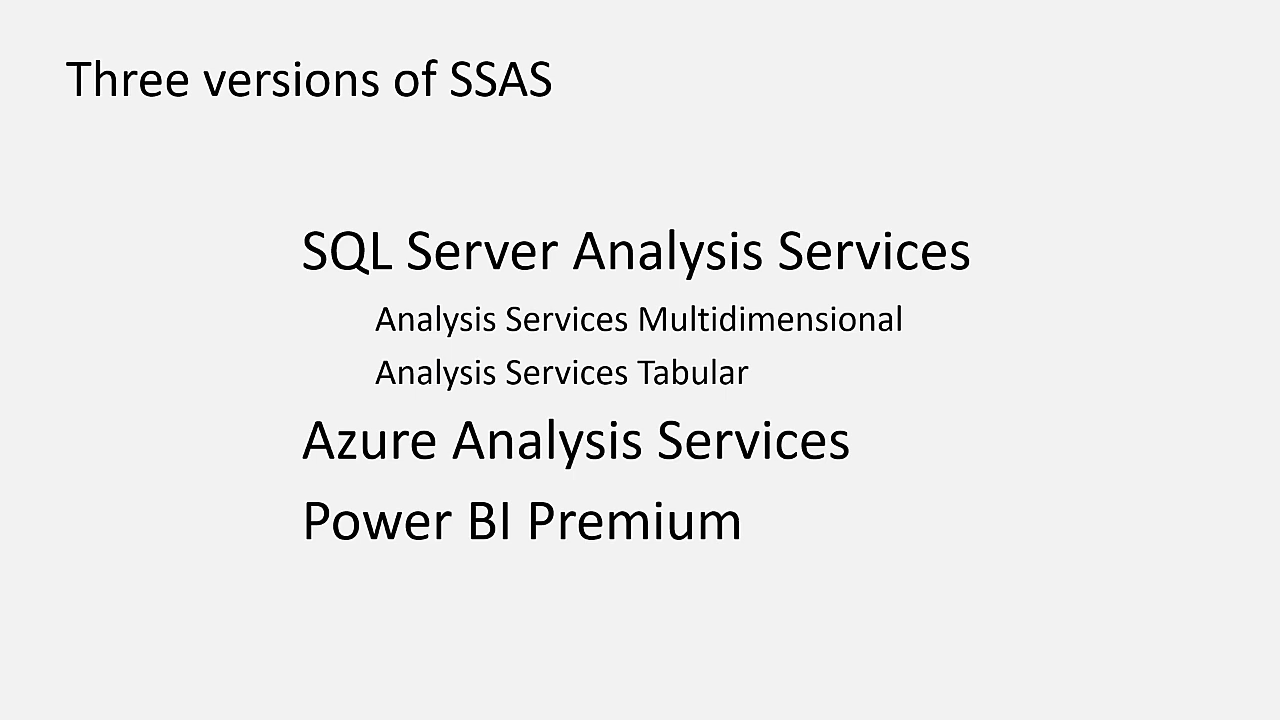 Three versions of SSAS
SQL Server Analysis Services
Analysis Services Multidimensional
Analysis Services Tabular
Azure Analysis Services
Power BI Premium